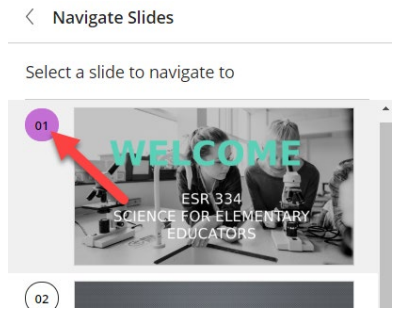 Navigate Slides
Select a slide to navigate to
01
WELCOME
ESR 334
SCIENCE FOR ELEMENTARY
EDUCATORS
02